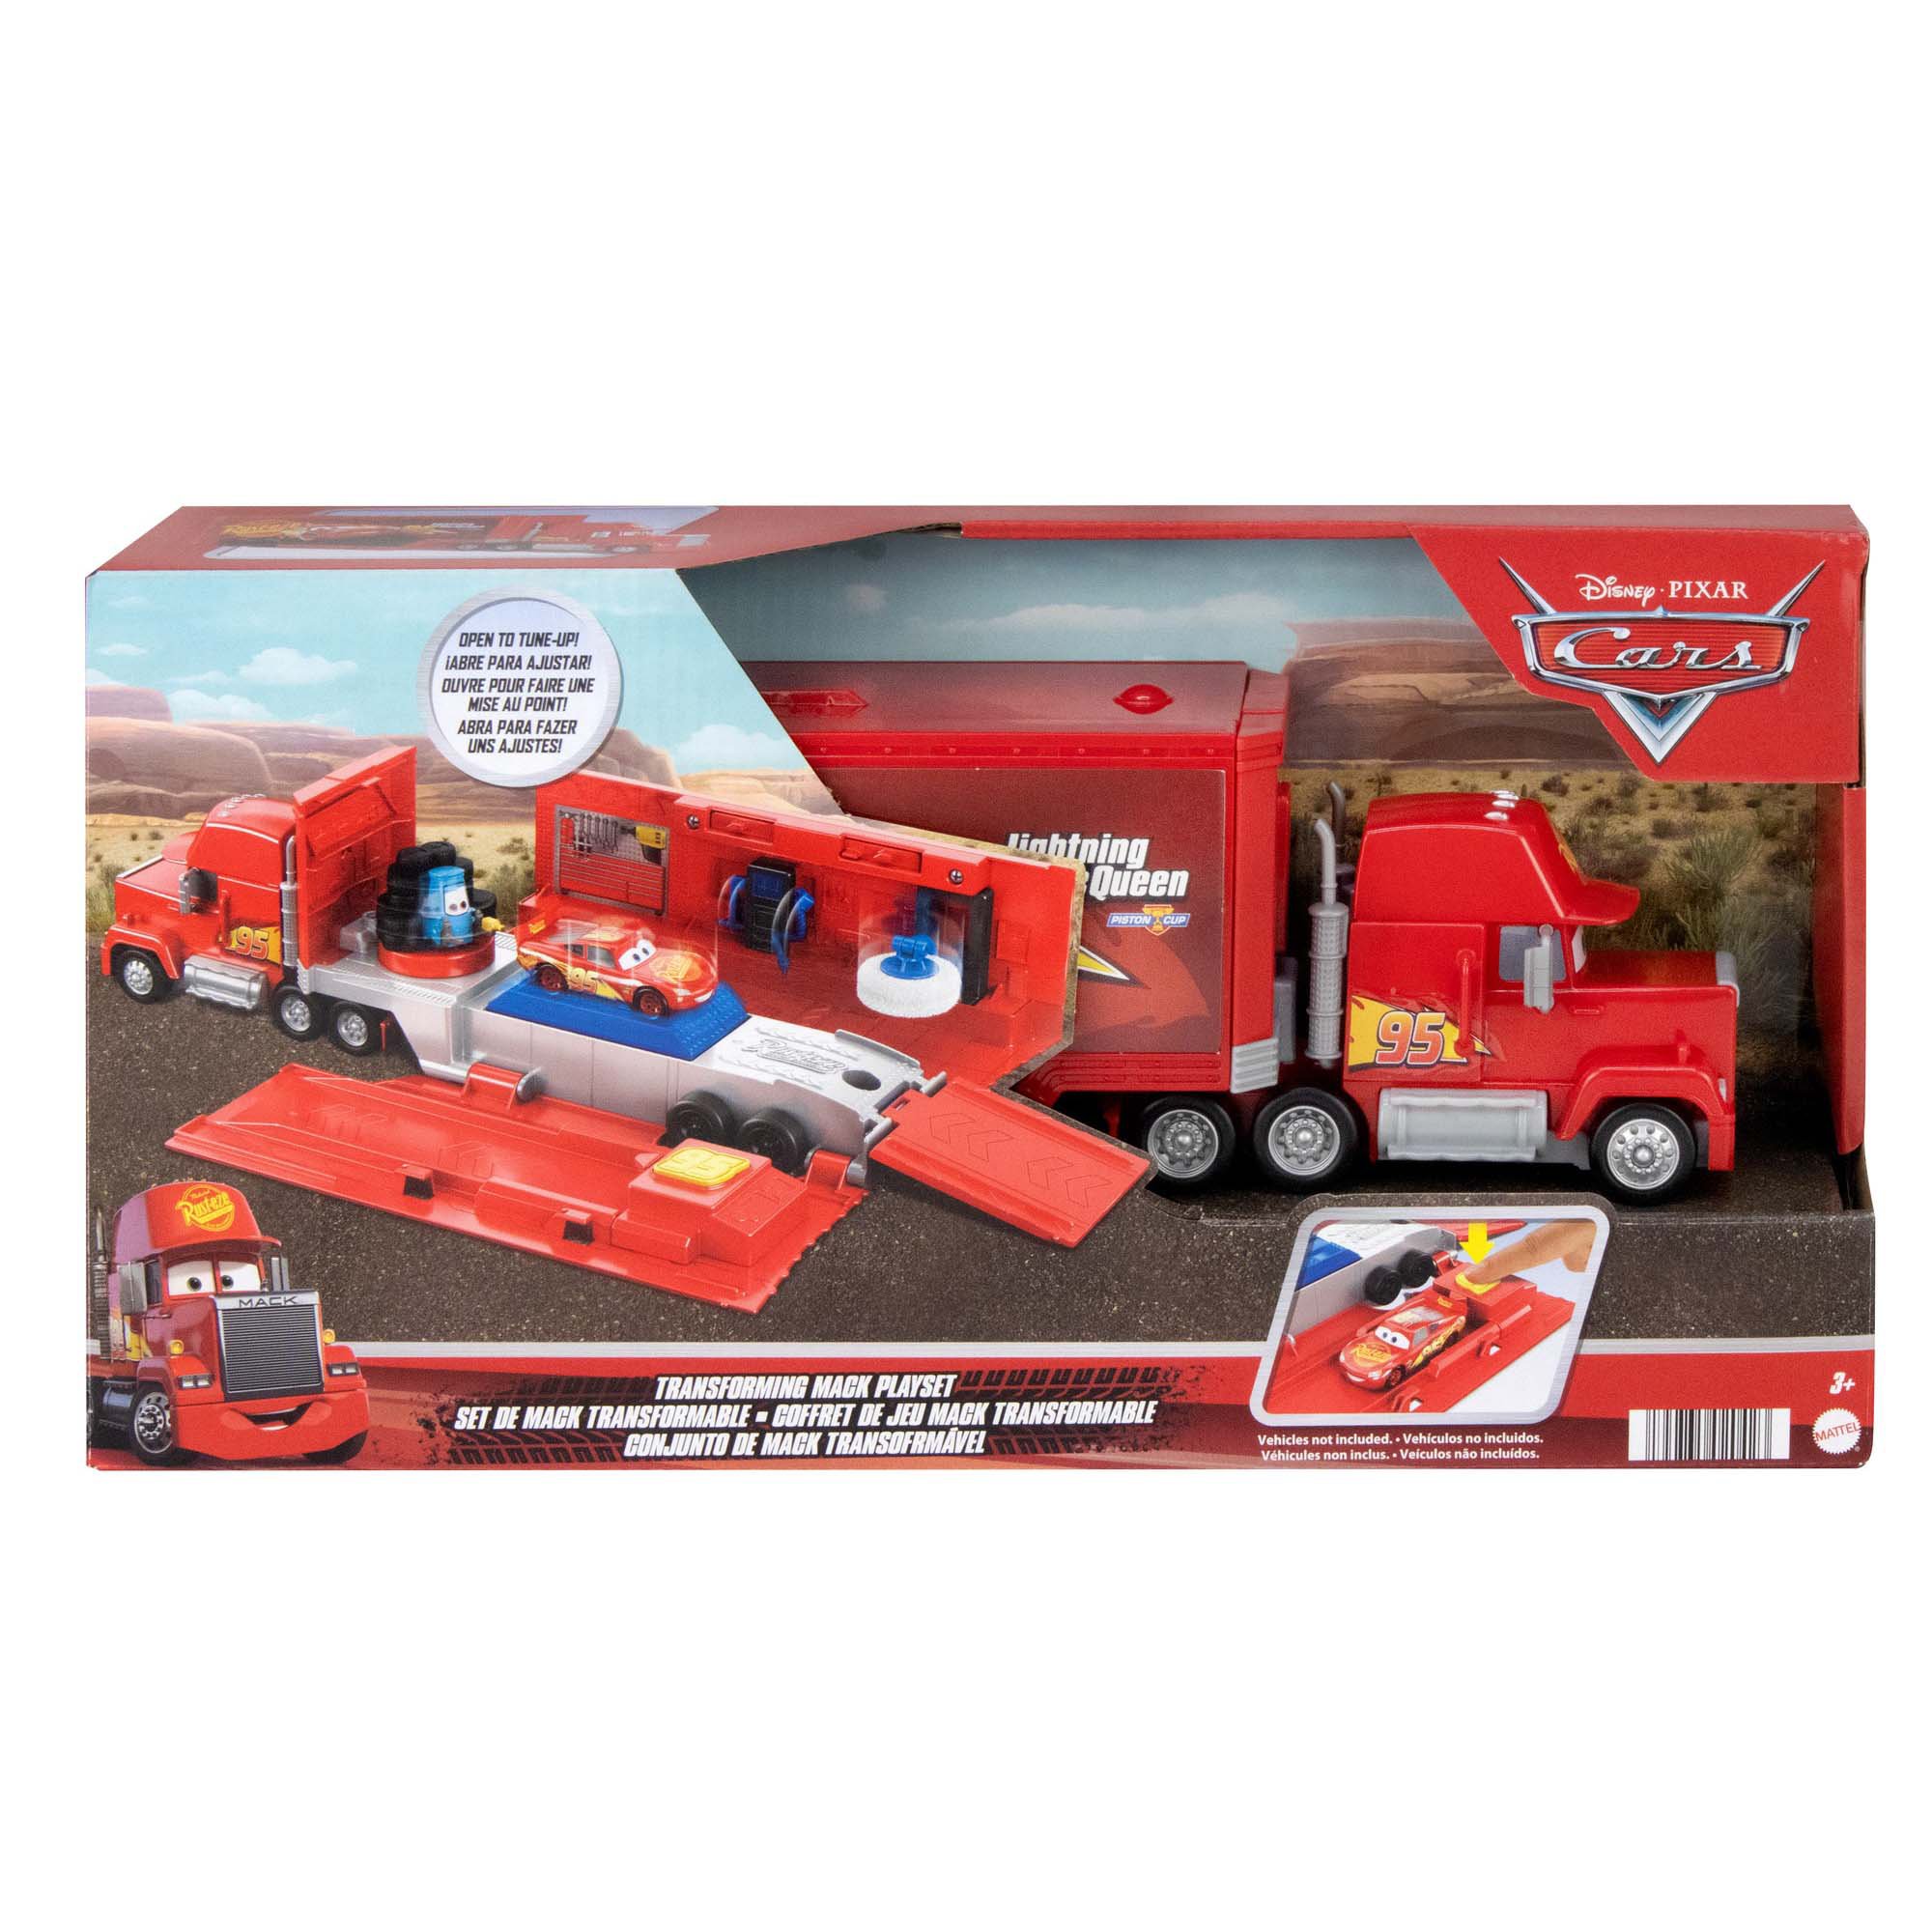 Disney · PIXAR
Cars
OPEN TO TUNE-UP!
¡ABRE PARA AJUSTAR!
OUVRE POUR FAIRE UNE
MISE AU POINT!
ABRA PARA FAZER
UNS AJUSTES!
lightning
Queen
PISTON CUP
95
95
95
95
Rusteze
MACK
TRANSFORMING MACK PLAYSET
SET DE MACK TRANSFORMABLE - COFFRET DE JEU MACK TRANSFORMABLE
CONJUNTO DE MACK TRANSOFRMÁVEL
Vehicles not included. • Vehículos no incluidos.
Véhicules non inclus. • Veículos não incluídos.
3+
MATTEL